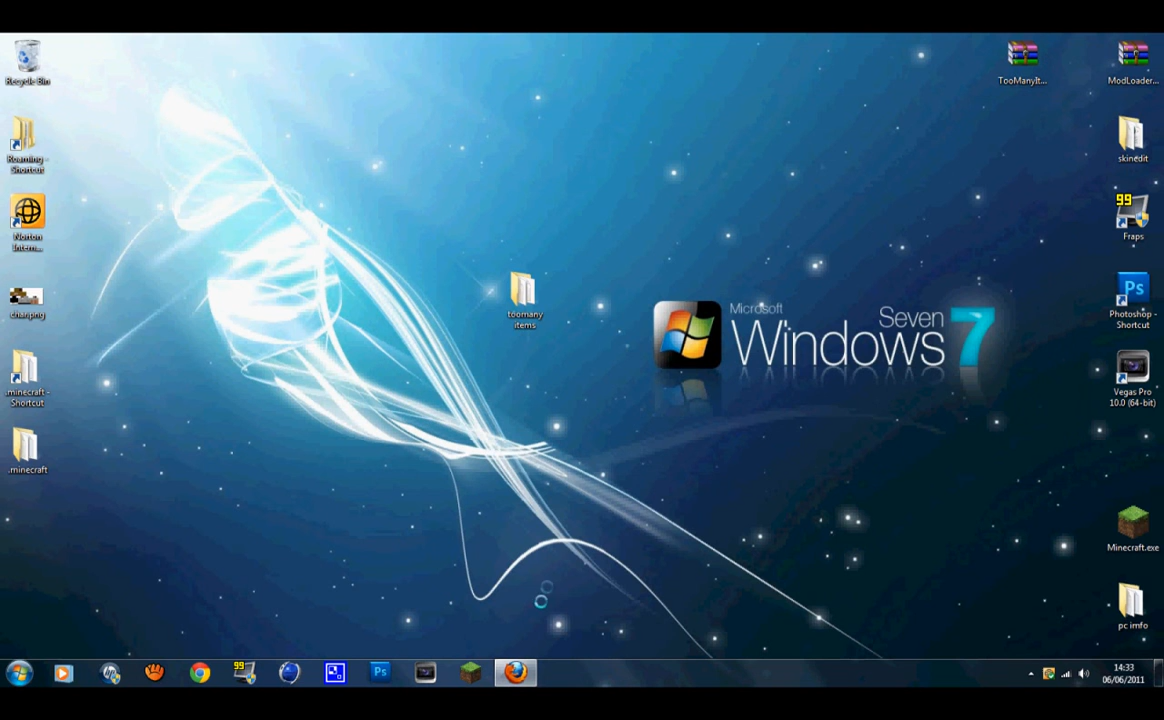 Recycle Bin
Roaming -
Shortcut
Norton
Intern...
charipng
.minecraft -
Shortcut
.minecraft
toomany
items
Microsoft
Windows Seven 7
TooManyIt...
ModLoader...
skinedit
99
Fraps
Ps
Photoshop -
Shortcut
Vegas Pro
10.0 (64-bit)
Minecraft.exe
pc imfo
hp
99
Ps
14:33
06/06/2011